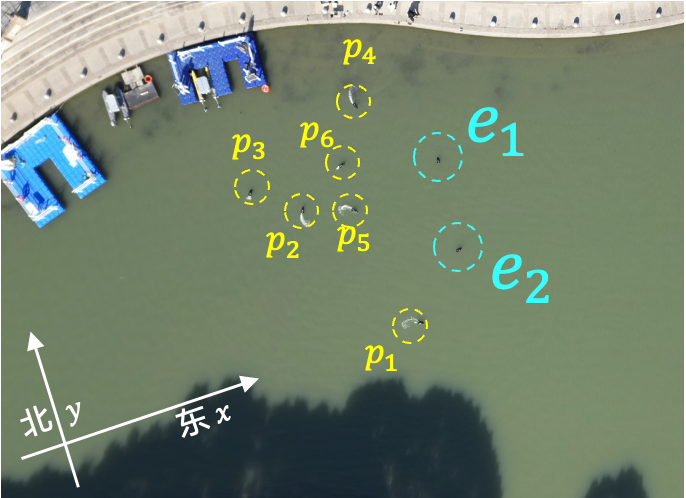 p₄
e₁
p₆
p₃
p₂
p₅
e₂
p₁
北 y
东 x